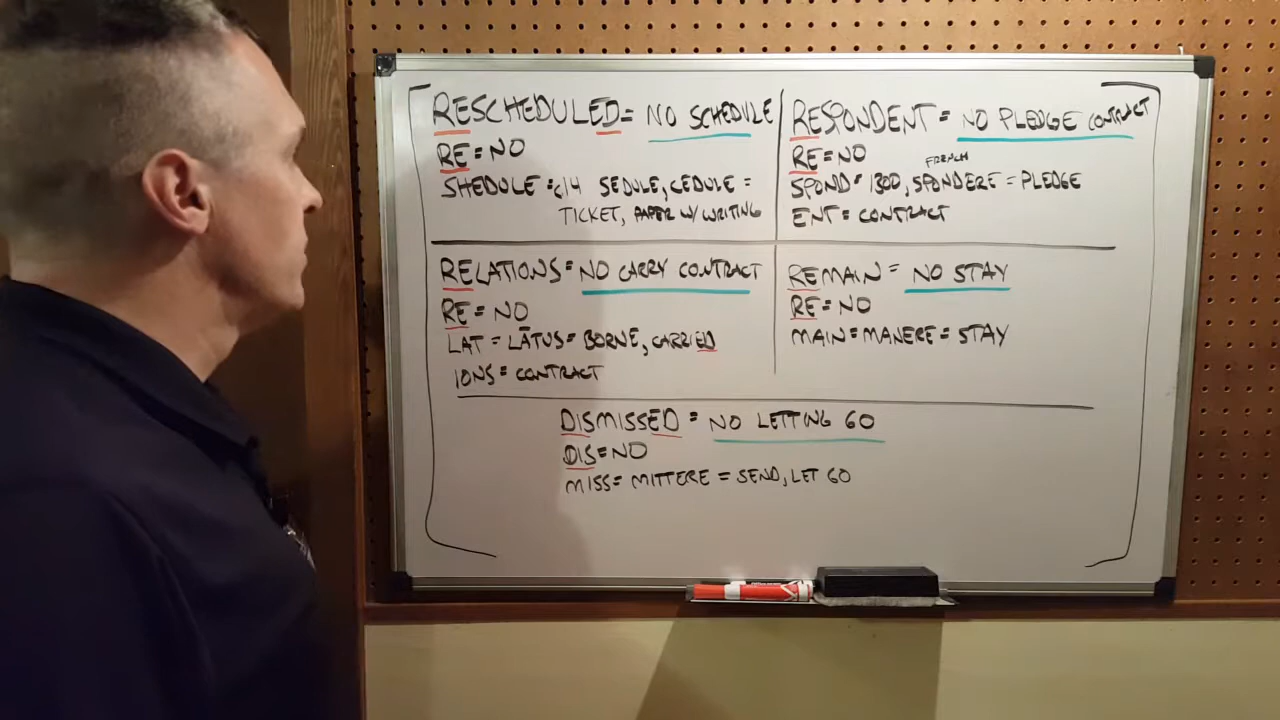 RESCHEDULED = NO SCHEDULE
RE = NO
SHEDULE = c14 SEDULE, CEDULE =
TICKET, PAPER W/ WRITING
RESPONDENT = NO PLEDGE CONTRACT
RE = NO
FRENCH
SPOND = 1300, SPONDERE = PLEDGE
ENT = CONTRACT
RELATIONS = NO CARRY CONTRACT
RE = NO
LAT = LĀTUS = BORNE, CARRIED
IONS = CONTRACT
REMAIN = NO STAY
RE = NO
MAIN = MANERE = STAY
DISMISSED = NO LETTING GO
DIS = NO
MISS = MITTERE = SEND, LET GO